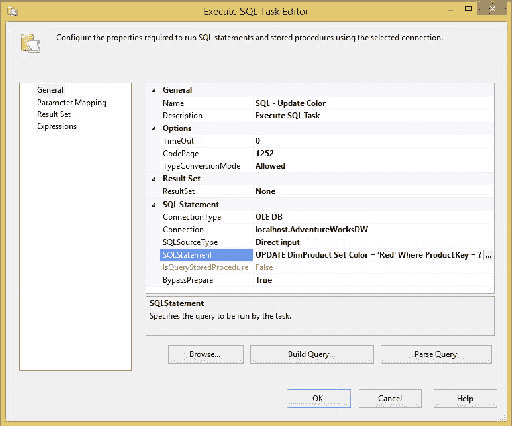 Execute SQL Task Editor
Configure the properties required to run SQL statements and stored procedures using the selected connection.
General
Parameter Mapping
Result Set
Expressions
General
Name SQL - Update Color
Description Execute SQL Task
Options
TimeOut 0
CodePage 1252
TypeConversionMode Allowed
Result Set
ResultSet None
SQL Statement
ConnectionType OLE DB
Connection localhost.AdventureWorksDW
SQLSourceType Direct input
SQLStatement UPDATE DimProduct Set Color = 'Red' Where ProductKey = ? ...
IsQueryStoredProcedure False
BypassPrepare True
SQLStatement
Specifies the query to be run by the task.
Browse... Build Query... Parse Query
OK Cancel Help